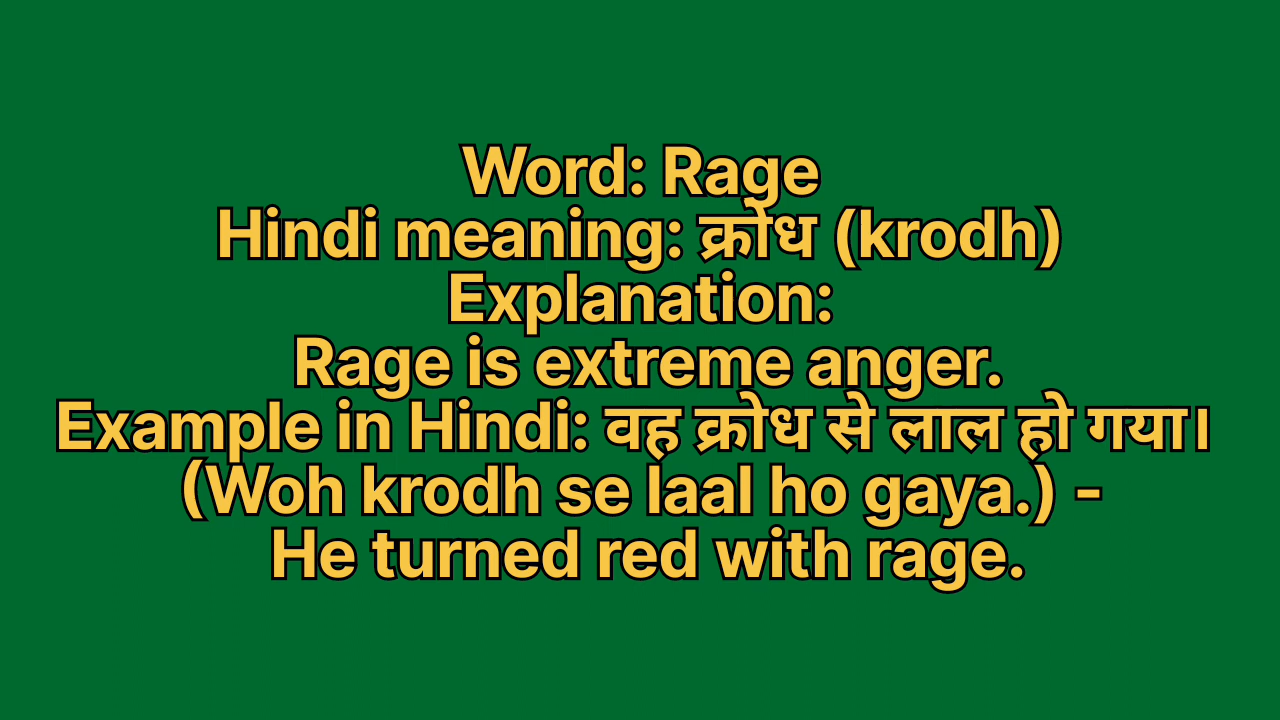 Word: Rage
Hindi meaning: क्रोध (krodh)
Explanation:
Rage is extreme anger.
Example in Hindi: वह क्रोध से लाल हो गया।
(Woh krodh se laal ho gaya.) -
He turned red with rage.